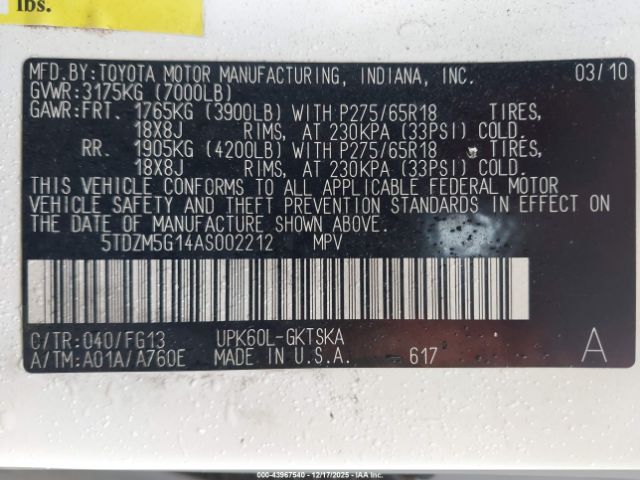 lbs.
MFD.BY:TOYOTA MOTOR MANUFACTURING, INDIANA, INC. 03/10
GVWR:3175KG (7000LB)
GAWR:FRT. 1765KG (3900LB) WITH P275/65R18 TIRES,
18X8J RIMS, AT 230KPA (33PSI) COLD.
RR. 1905KG (4200LB) WITH P275/65R18 TIRES,
18X8J RIMS, AT 230KPA (33PSI) COLD.
THIS VEHICLE CONFORMS TO ALL APPLICABLE FEDERAL MOTOR
VEHICLE SAFETY AND THEFT PREVENTION STANDARDS IN EFFECT ON
THE DATE OF MANUFACTURE SHOWN ABOVE.
5TDZM5G14AS002212 MPV
C/TR:040/FG13 UPK60L-GKTSKA
A/TM:A01A/A760E MADE IN U.S.A. 617 A
000-43967540 - 12/17/2025 - IAA Inc.